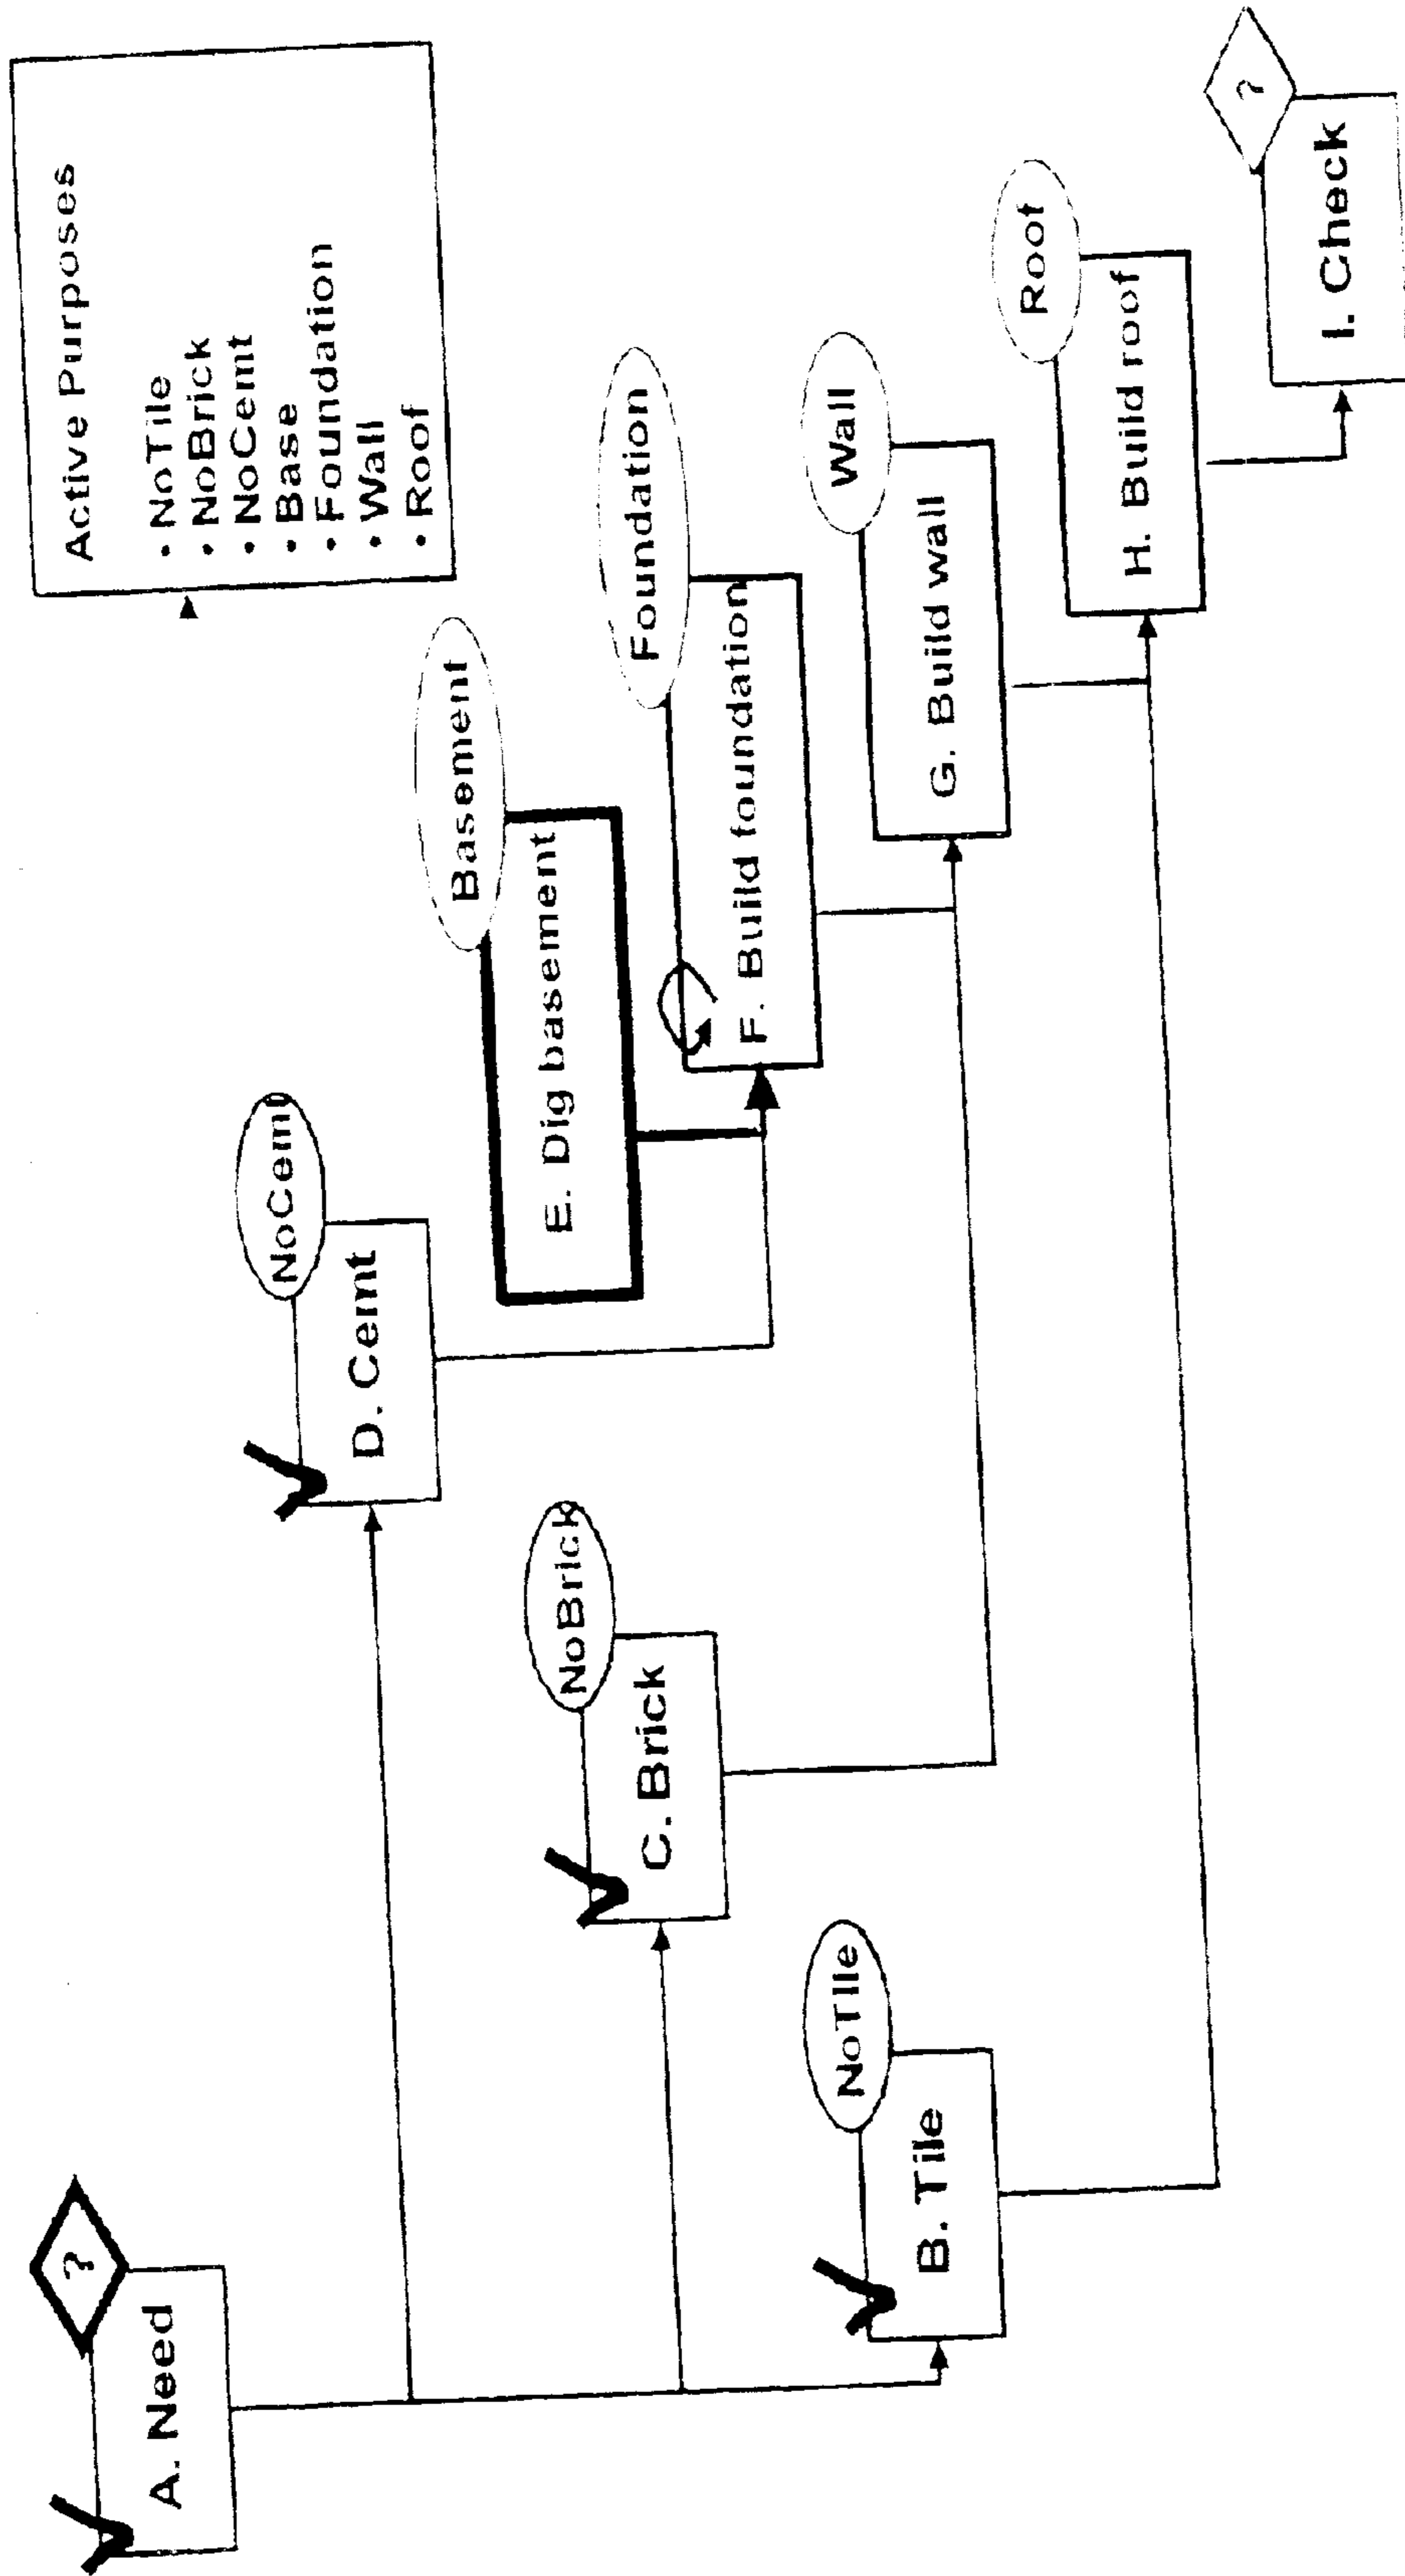 Active Purposes
• NoTile
• NoBrick
• NoCemt
• Base
• Foundation
• Wall
• Roof
?
A. Need
NoCemt
D. Cemt
Basement
E. Dig basement
NoBrick
C. Brick
Foundation
F. Build foundation
NoTile
B. Tile
Wall
G. Build wall
Roof
H. Build roof
?
I. Check